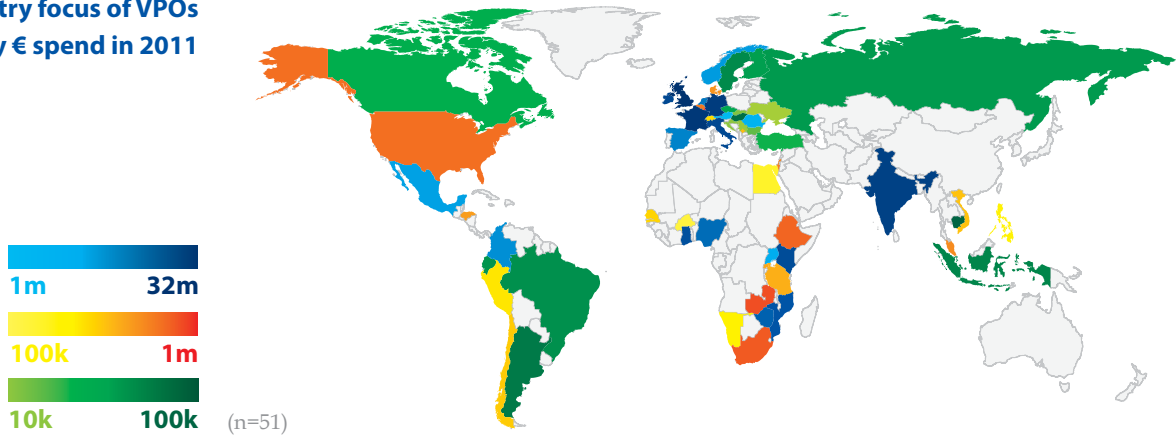 try focus of VPOs
€ spend in 2011
1m 32m
100k 1m
10k 100k
(n=51)